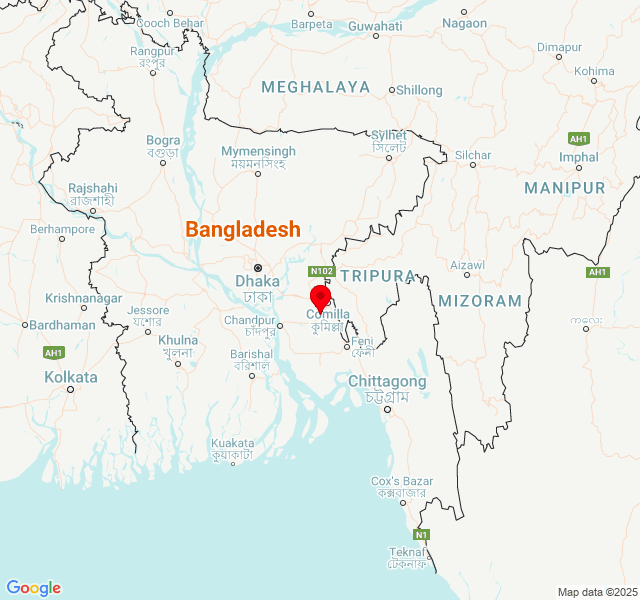 Cooch Behar
Barpeta
Guwahati
Nagaon
Rangpur
রংপুর
Dimapur
Kohima
MEGHALAYA
Shillong
Bogra
বগুড়া
Mymensingh
ময়মনসিংহ
Sylhet
সিলেট
Silchar
AH1
Imphal
Rajshahi
রাজশাহী
MANIPUR
Berhampore
Bangladesh
Dhaka
ঢাকা
N102
TRIPURA
Aizawl
AH1
MIZORAM
Krishnanagar
Jessore
যশোর
Comilla
কুমিল্লা
Bardhaman
Chandpur
চাঁদপুর
Khulna
খুলনা
Feni
ফেনী
ကလေး
AH1
Kolkata
Barishal
বরিশাল
Chittagong
চট্টগ্রাম
Kuakata
কুয়াকাটা
Cox's Bazar
কক্সবাজার
N1
Teknaf
টেকনাফ
Google
Map data ©2025